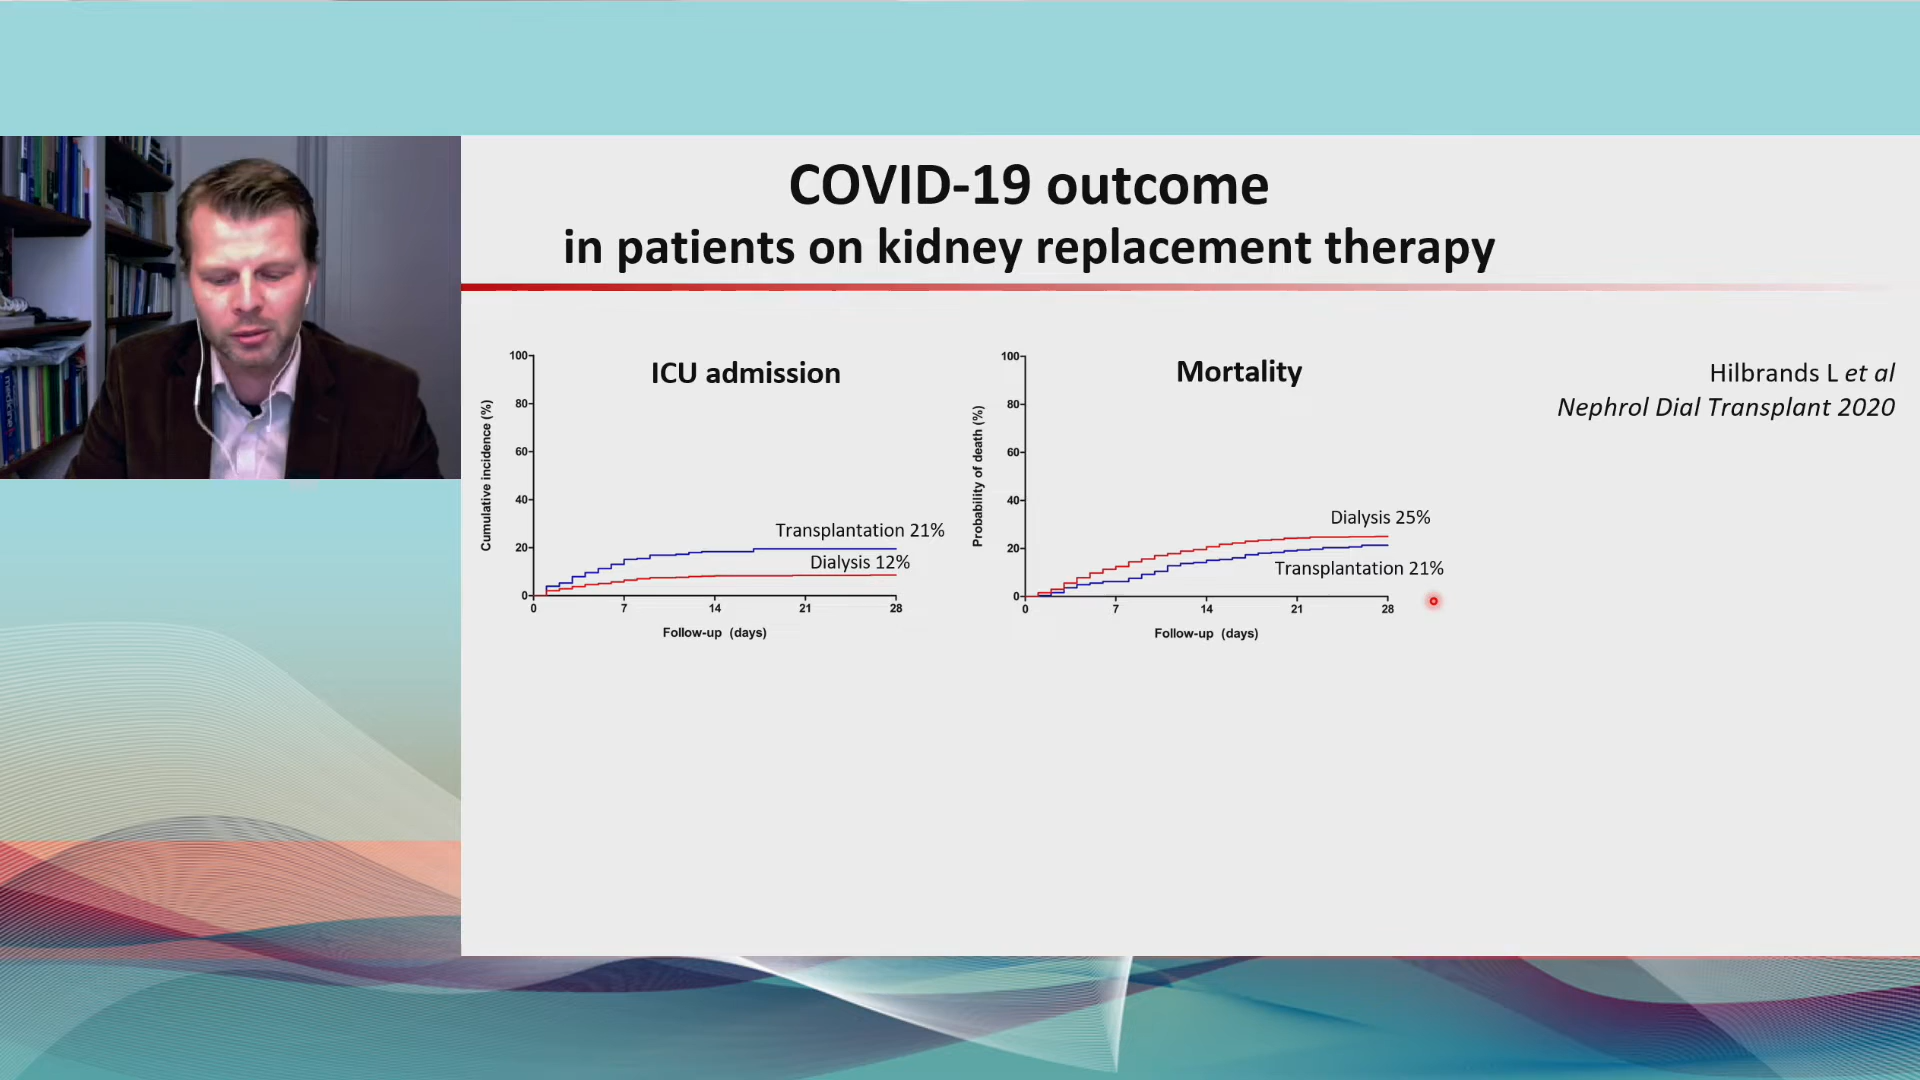 COVID-19 outcome
in patients on kidney replacement therapy
ICU admission
Cumulative incidence (%)
100
80
60
40
20
0
Transplantation 21%
Dialysis 12%
0 7 14 21 28
Follow-up (days)
Mortality
Probability of death (%)
100
80
60
40
20
0
Dialysis 25%
Transplantation 21%
0 7 14 21 28
Follow-up (days)
Hilbrands L et al
Nephrol Dial Transplant 2020
medicine